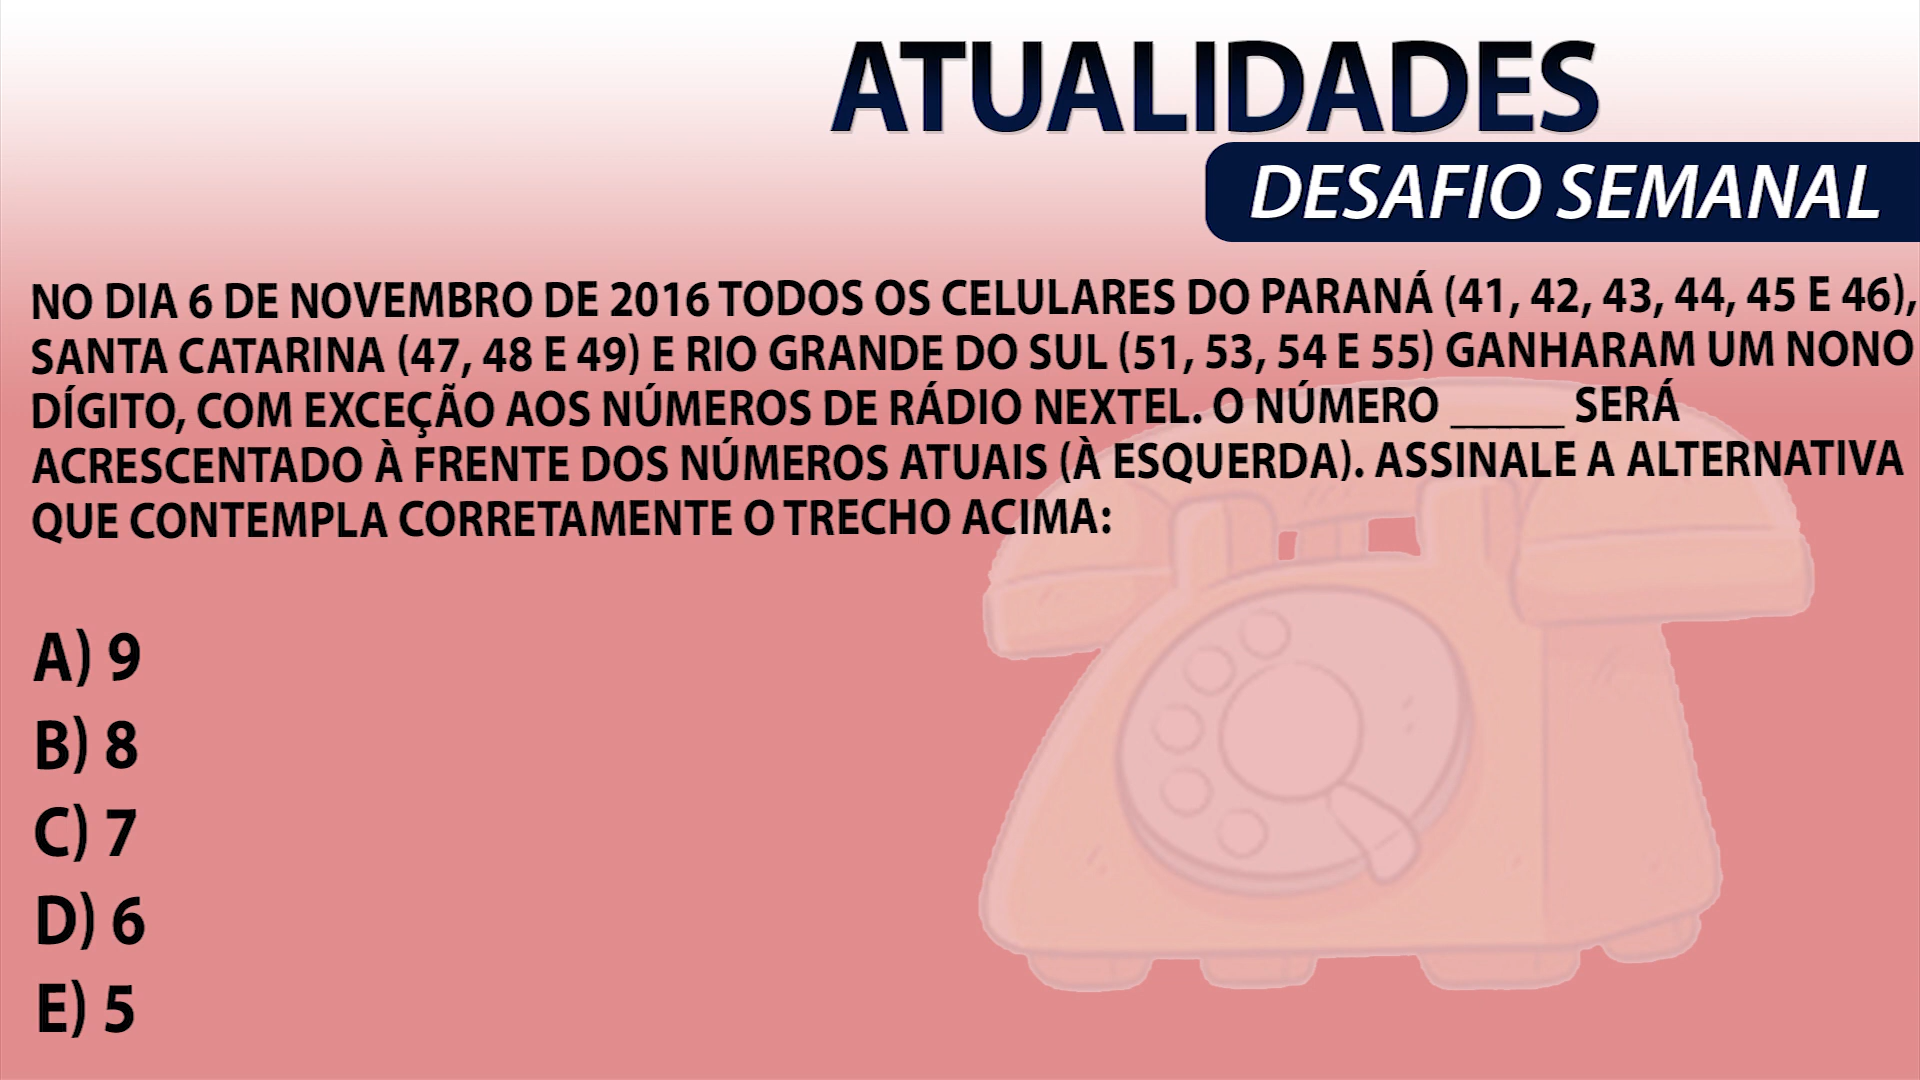 ATUALIDADES
DESAFIO SEMANAL
NO DIA 6 DE NOVEMBRO DE 2016 TODOS OS CELULARES DO PARANÁ (41, 42, 43, 44, 45 E 46),
SANTA CATARINA (47, 48 E 49) E RIO GRANDE DO SUL (51, 53, 54 E 55) GANHARAM UM NONO
DÍGITO, COM EXCEÇÃO AOS NÚMEROS DE RÁDIO NEXTEL. O NÚMERO _____ SERÁ
ACRESCENTADO À FRENTE DOS NÚMEROS ATUAIS (À ESQUERDA). ASSINALE A ALTERNATIVA
QUE CONTEMPLA CORRETAMENTE O TRECHO ACIMA:
A) 9
B) 8
C) 7
D) 6
E) 5